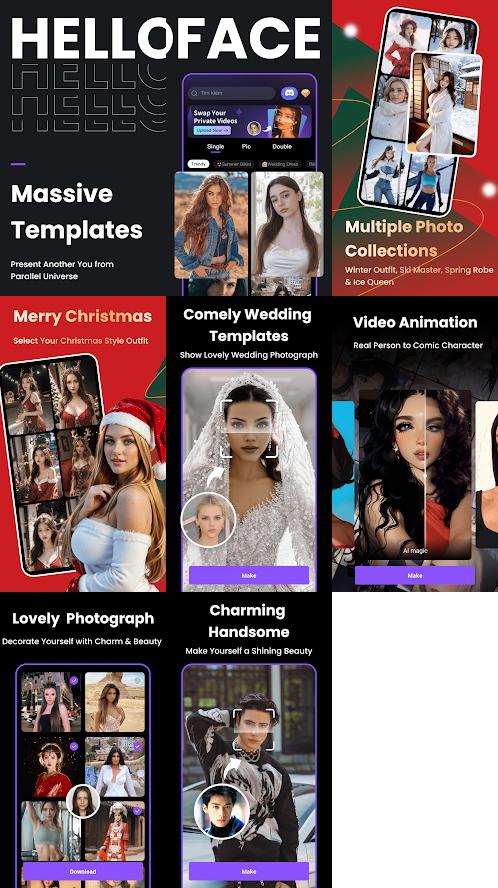 HELLOFACE
HELLO
HELLO
HELLO
Massive
Templates
Present Another You from
Parallel Universe
Tìm kiếm
Swap Your
Private Videos
Upload Now →
Single Pic Double
Trendy Summer Bikini Wedding Dress
Multiple Photo
Collections
Winter Outfit, Ski Master, Spring Robe
& Ice Queen
Merry Christmas
Select Your Christmas Style Outfit
Comely Wedding
Templates
Show Lovely Wedding Photograph
Make
Video Animation
Real Person to Comic Character
AI magic
Make
Lovely Photograph
Decorate Yourself with Charm & Beauty
Download
Charming
Handsome
Make Yourself a Shining Beauty
Make